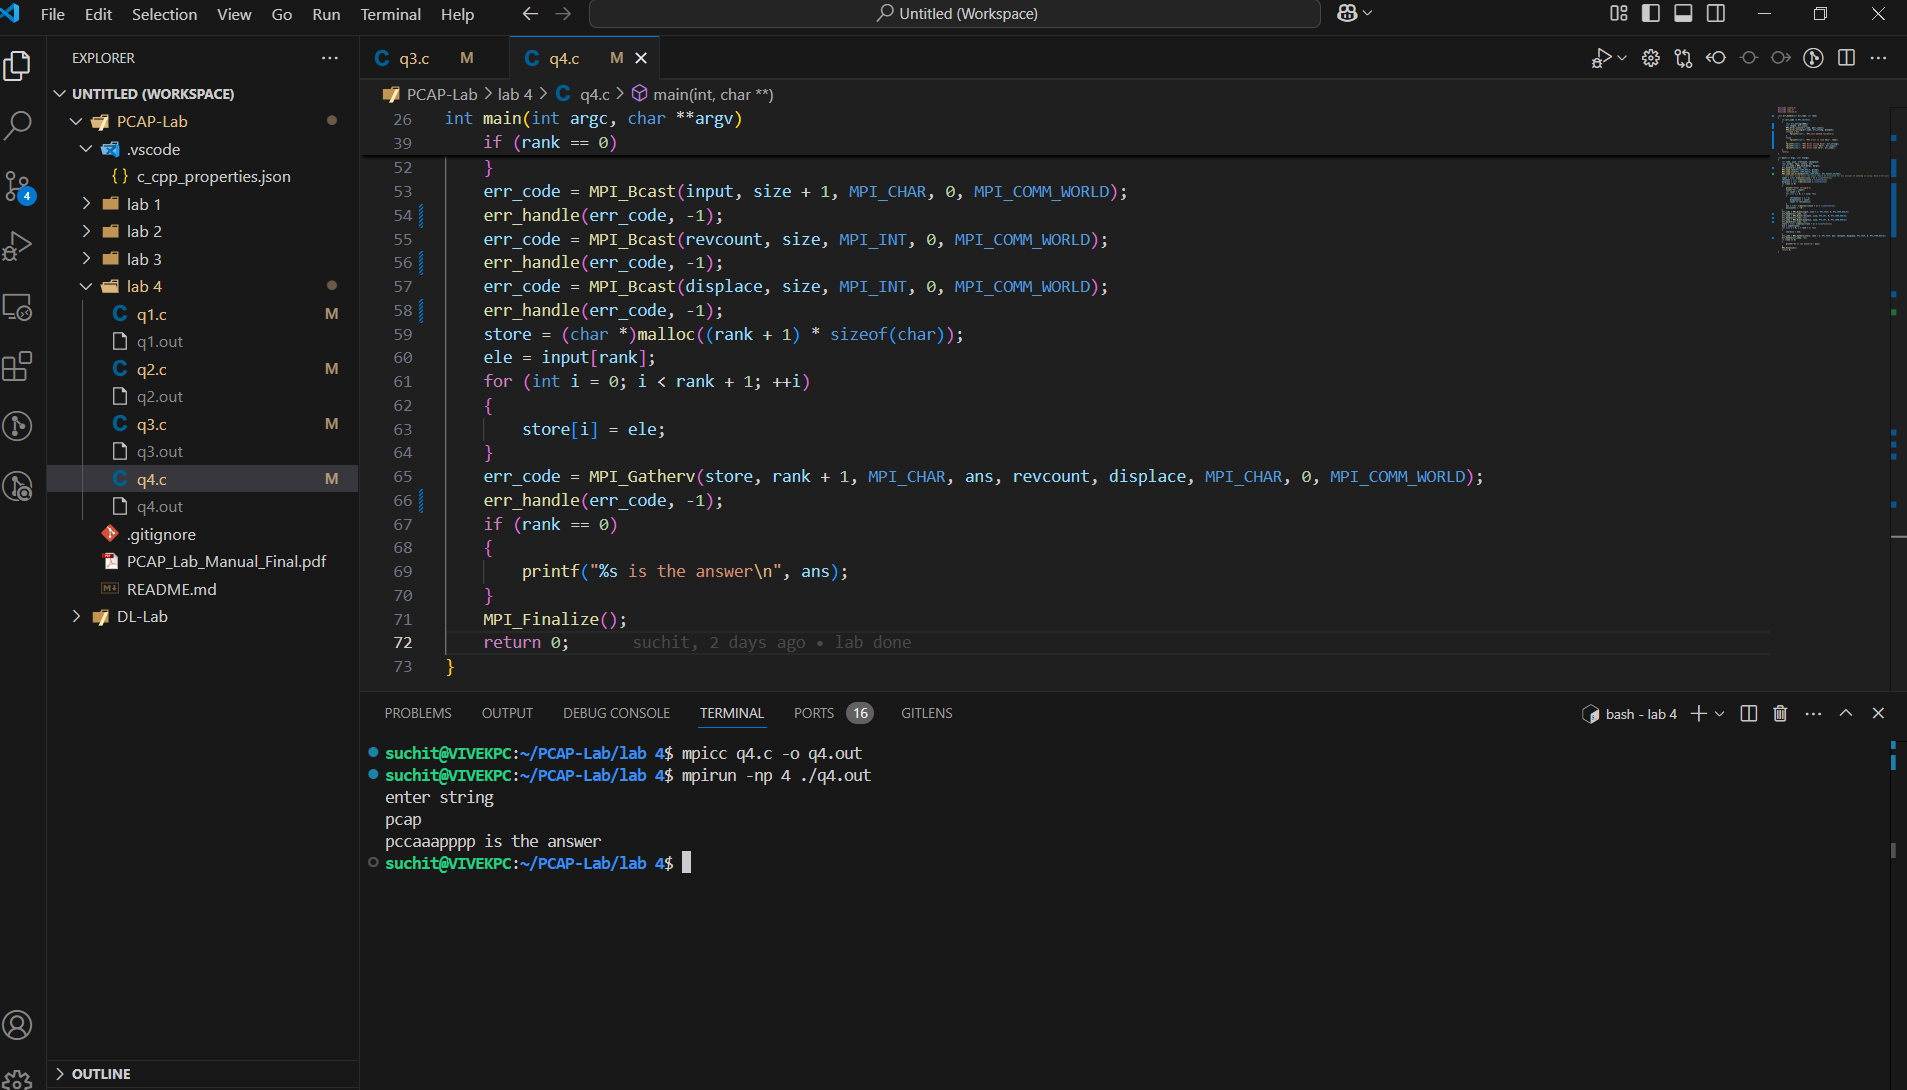 File Edit Selection View Go Run Terminal Help
Untitled (Workspace)
EXPLORER
UNTITLED (WORKSPACE)
PCAP-Lab
.vscode
{} c_cpp_properties.json
lab 1
lab 2
lab 3
lab 4
C q1.c M
q1.out
C q2.c M
q2.out
C q3.c M
q3.out
C q4.c M
q4.out
.gitignore
PCAP_Lab_Manual_Final.pdf
README.md
DL-Lab
OUTLINE
4
C q3.c M
C q4.c M
PCAP-Lab > lab 4 > C q4.c > main(int, char **)
26 int main(int argc, char **argv)
39 if (rank == 0)
52 }
53 err_code = MPI_Bcast(input, size + 1, MPI_CHAR, 0, MPI_COMM_WORLD);
54 err_handle(err_code, -1);
55 err_code = MPI_Bcast(revcount, size, MPI_INT, 0, MPI_COMM_WORLD);
56 err_handle(err_code, -1);
57 err_code = MPI_Bcast(displace, size, MPI_INT, 0, MPI_COMM_WORLD);
58 err_handle(err_code, -1);
59 store = (char *)malloc((rank + 1) * sizeof(char));
60 ele = input[rank];
61 for (int i = 0; i < rank + 1; ++i)
62 {
63 store[i] = ele;
64 }
65 err_code = MPI_Gatherv(store, rank + 1, MPI_CHAR, ans, revcount, displace, MPI_CHAR, 0, MPI_COMM_WORLD);
66 err_handle(err_code, -1);
67 if (rank == 0)
68 {
69 printf("%s is the answer\n", ans);
70 }
71 MPI_Finalize();
72 return 0; suchit, 2 days ago • lab done
73 }
PROBLEMS OUTPUT DEBUG CONSOLE TERMINAL PORTS 16 GITLENS
bash - lab 4
suchit@VIVEKPC:~/PCAP-Lab/lab 4$ mpicc q4.c -o q4.out
suchit@VIVEKPC:~/PCAP-Lab/lab 4$ mpirun -np 4 ./q4.out
enter string
pcap
pccaaapppp is the answer
suchit@VIVEKPC:~/PCAP-Lab/lab 4$